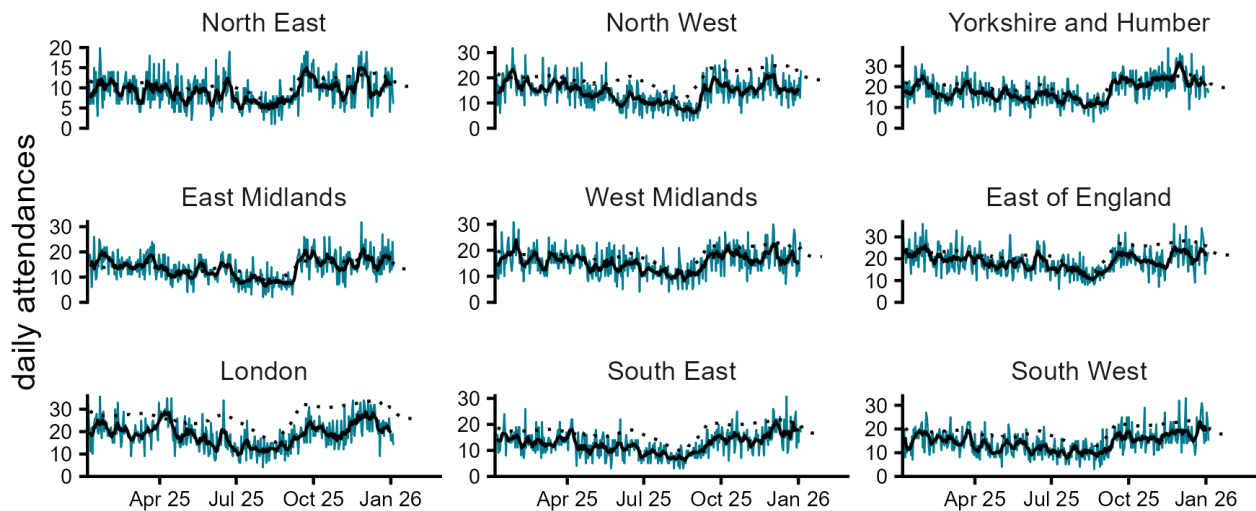 North East
North West
Yorkshire and Humber
20
15
10
5
0
30
20
10
0
30
20
10
0
daily attendances
East Midlands
West Midlands
East of England
30
20
10
0
30
20
10
0
30
20
10
0
London
South East
South West
30
20
10
0
30
20
10
0
30
20
10
0
Apr 25 Jul 25 Oct 25 Jan 26
Apr 25 Jul 25 Oct 25 Jan 26
Apr 25 Jul 25 Oct 25 Jan 26